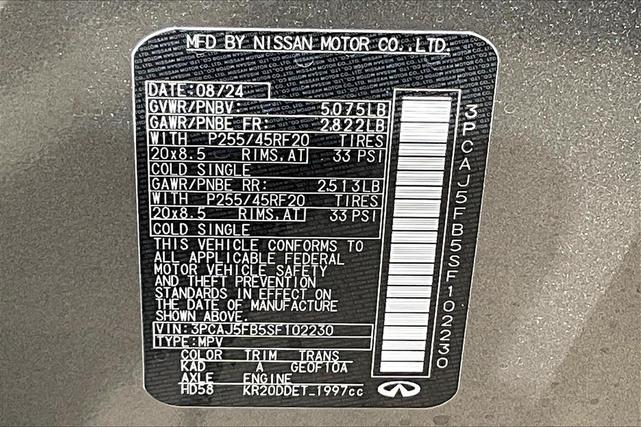 MFD BY NISSAN MOTOR CO.,LTD.
DATE: 08/24
GVWR/PNBV: 5,075LB
GAWR/PNBE FR: 2,822LB
WITH P255/45RF20 TIRES
20x8.5 RIMS.AT 33 PSI
COLD SINGLE
GAWR/PNBE RR: 2,513LB
WITH P255/45RF20 TIRES
20x8.5 RIMS.AT 33 PSI
COLD SINGLE
THIS VEHICLE CONFORMS TO
ALL APPLICABLE FEDERAL
MOTOR VEHICLE SAFETY
AND THEFT PREVENTION
STANDARDS IN EFFECT ON
THE DATE OF MANUFACTURE
SHOWN ABOVE.
VIN: 3PCAJ5FB5SF102230
TYPE: MPV
COLOR TRIM TRANS
KAD A GE0F10A
AXLE ENGINE
HD58 KR20DDET_1997cc
3PCAJ5FB5SF102230